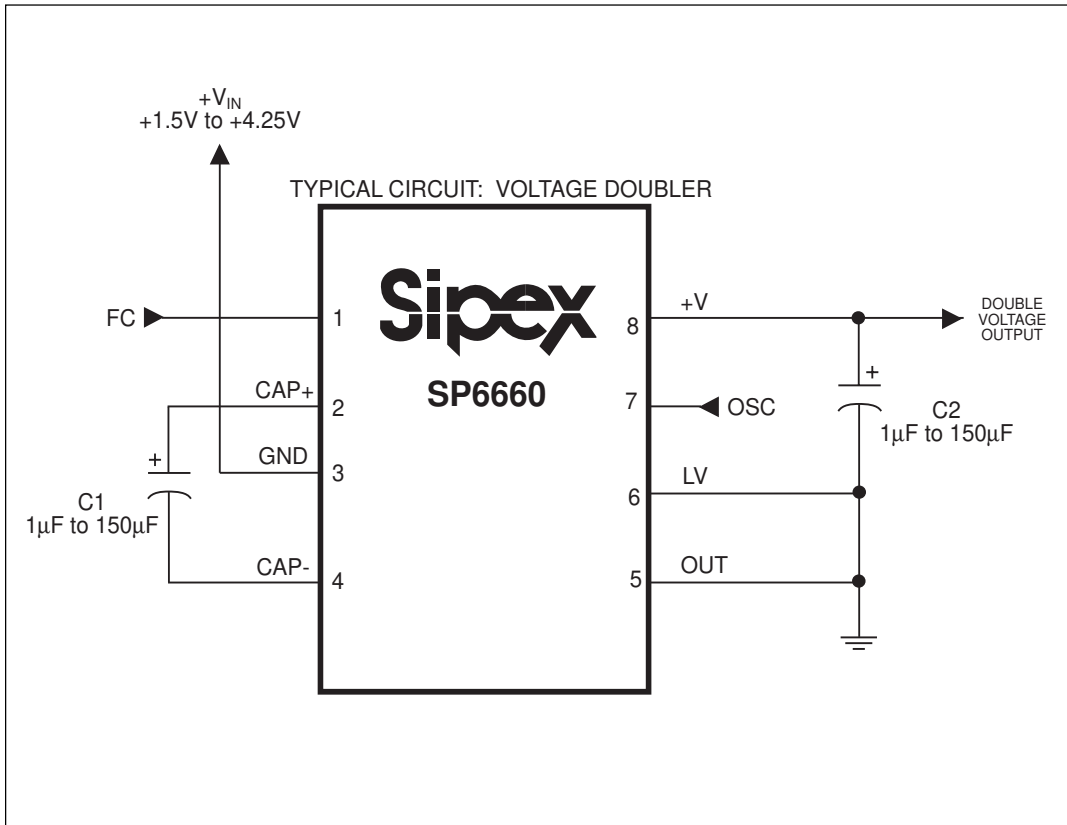 +VIN
+1.5V to +4.25V
TYPICAL CIRCUIT: VOLTAGE DOUBLER
Sipex
SP6660
FC
1
CAP+
2
GND
3
+
C1
1µF to 150µF
CAP-
4
+V
8
DOUBLE
VOLTAGE
OUTPUT
7
OSC
+
C2
1µF to 150µF
LV
6
OUT
5